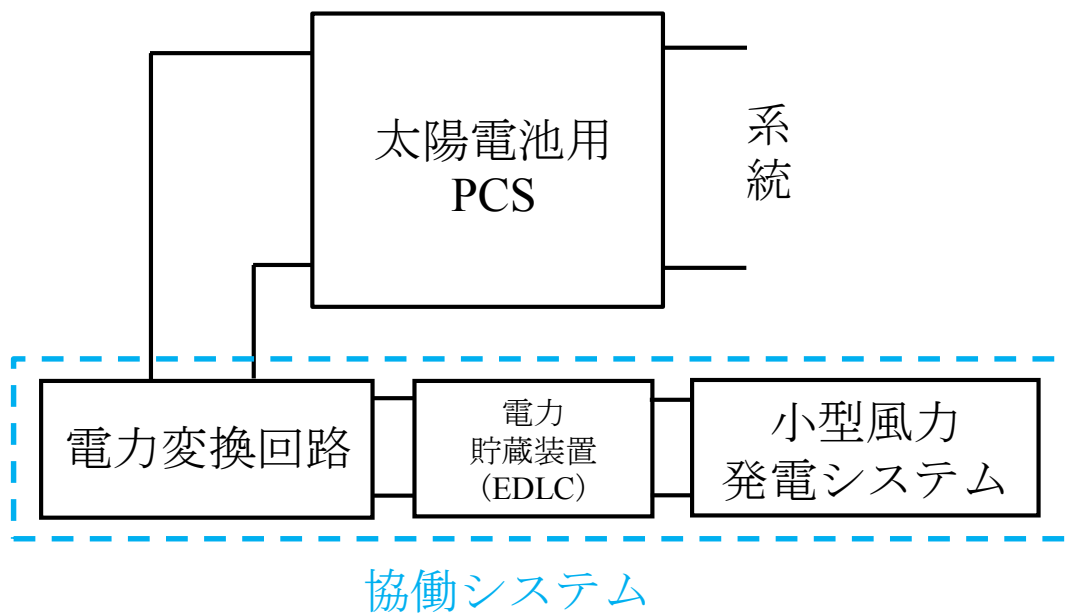 太陽電池用
PCS
系統
電力変換回路
電力
貯蔵装置
（EDLC）
小型風力
発電システム
協働システム